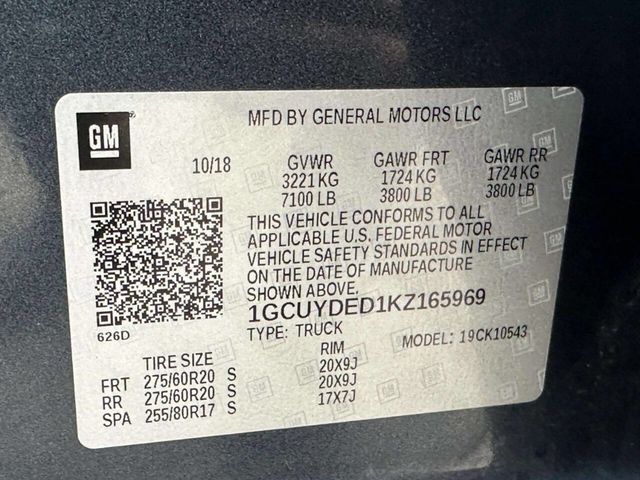 GM
MFD BY GENERAL MOTORS LLC
10/18 GVWR GAWR FRT GAWR RR
3221 KG 1724 KG 1724 KG
7100 LB 3800 LB 3800 LB
THIS VEHICLE CONFORMS TO ALL
APPLICABLE U.S. FEDERAL MOTOR
VEHICLE SAFETY STANDARDS IN EFFECT
ON THE DATE OF MANUFACTURE
SHOWN ABOVE.
1GCUYDED1KZ165969
626D
TYPE: TRUCK MODEL: 19CK10543
TIRE SIZE RIM
FRT 275/60R20 S 20X9J
RR 275/60R20 S 20X9J
SPA 255/80R17 S 17X7J